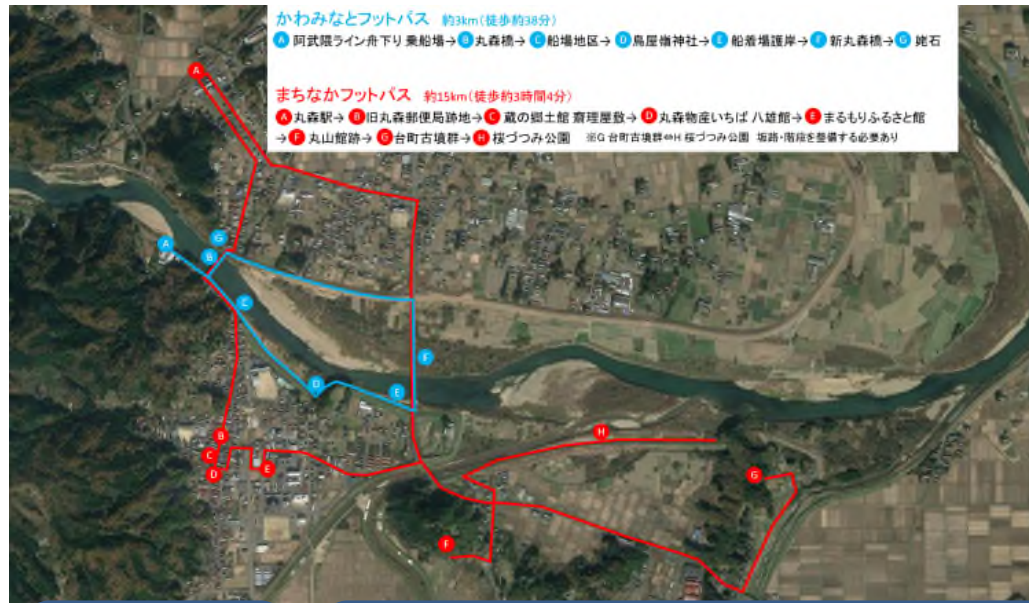 かわみなとフットパス 約3km(徒歩約38分)
A 阿武隈ライン舟下り 乗船場→B 丸森橋→C 船場地区→D 鳥屋嶺神社→E 船着場護岸→F 新丸森橋→G 姥石
まちなかフットパス 約15km(徒歩約3時間4分)
A 丸森駅→B 旧丸森郵便局跡地→C 蔵の郷土館 齋理屋敷→D 丸森物産いちば 八雄館→E まるもりふるさと館
→F 丸山館跡→G 台町古墳群→H 桜づつみ公園 ※G 台町古墳群⇔H 桜づつみ公園 坂路・階段を整備する必要あり
A
G
A
B
C
F
D
E
B
H
C
D
E
G
F